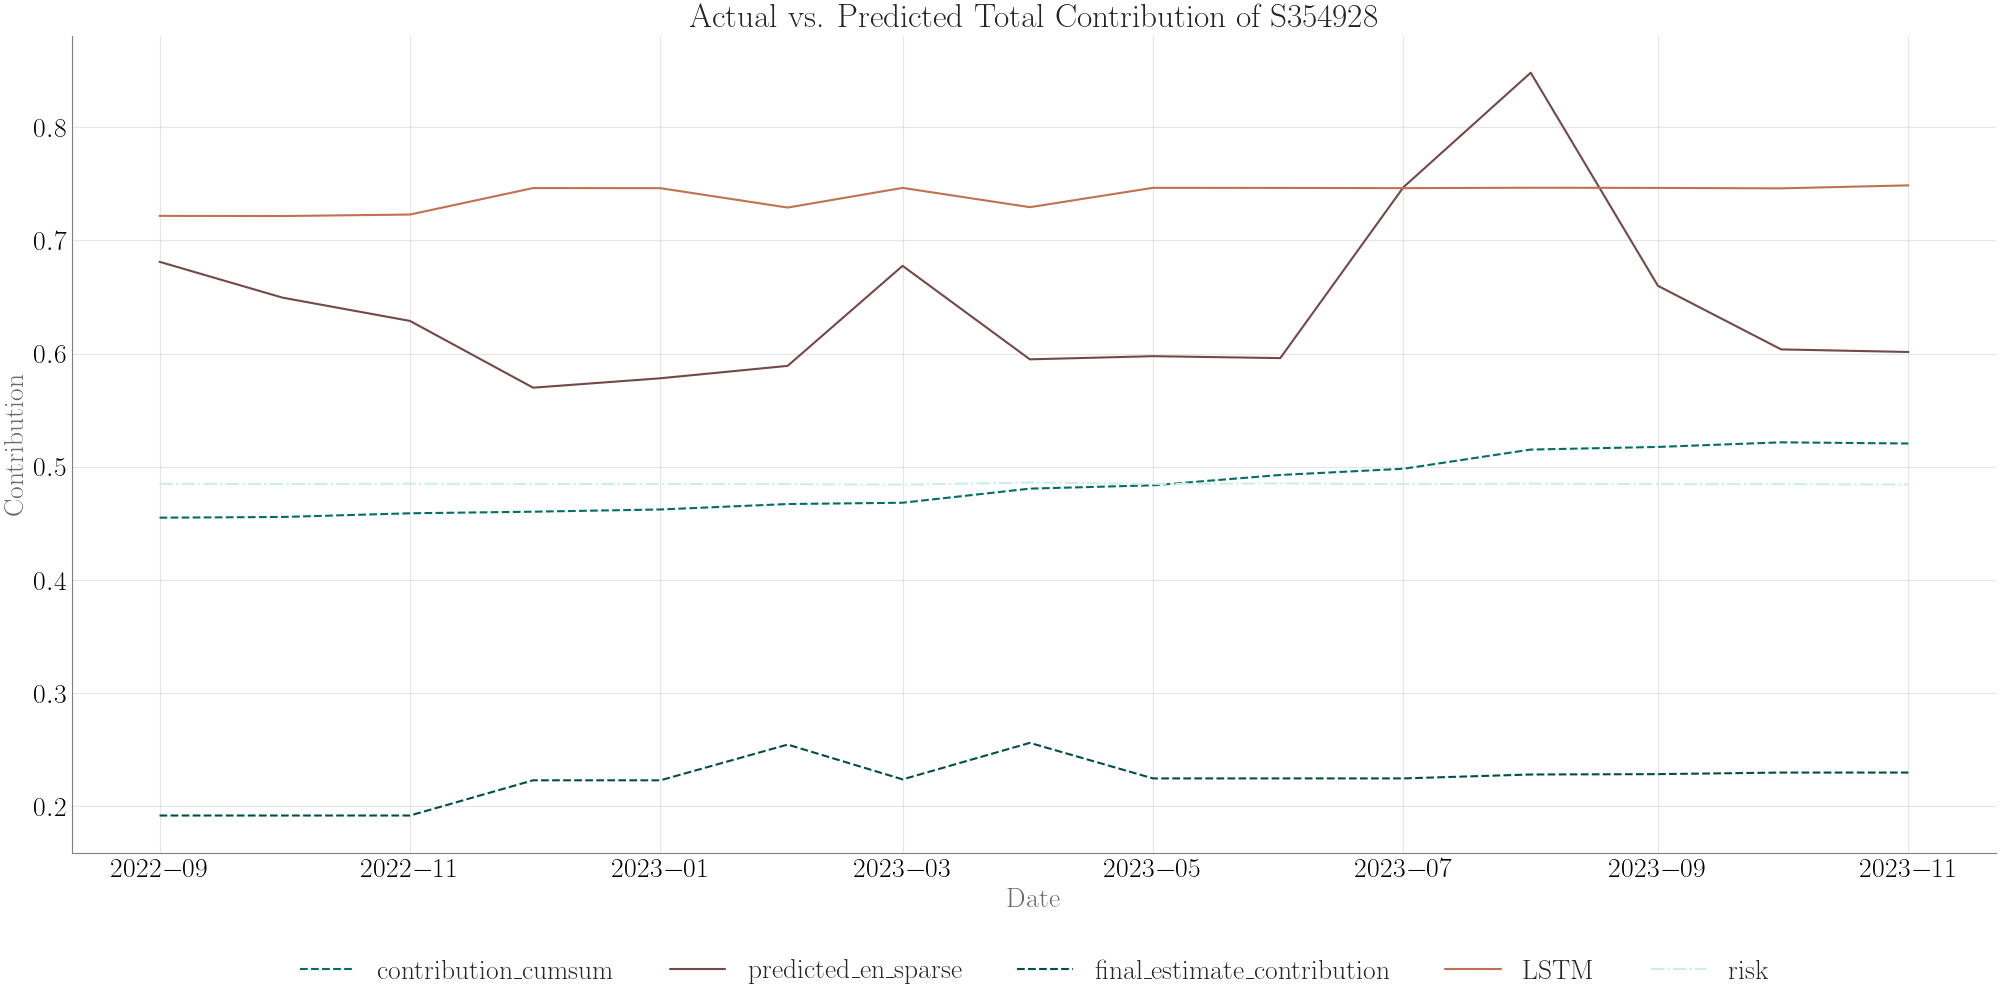 Actual vs. Predicted Total Contribution of S354928
Contribution
0.8
0.7
0.6
0.5
0.4
0.3
0.2
2022–09 2022–11 2023–01 2023–03 2023–05 2023–07 2023–09 2023–11
Date
contribution_cumsum predicted_en_sparse final_estimate_contribution LSTM risk